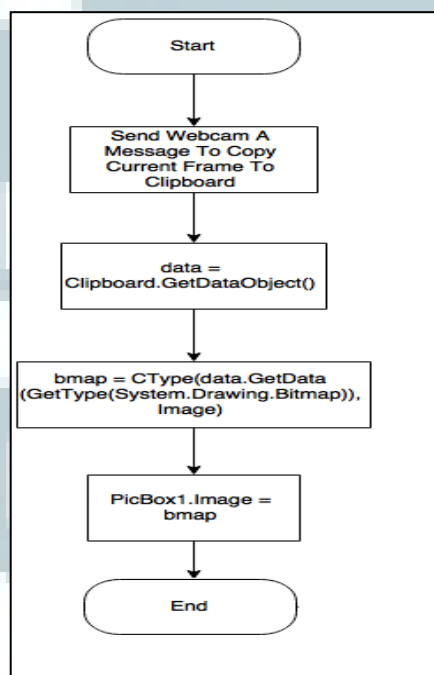 Start
Send Webcam A
Message To Copy
Current Frame To
Clipboard
data =
Clipboard.GetDataObject()
bmap = CType(data.GetData
(GetType(System.Drawing.Bitmap)),
Image)
PicBox1.Image =
bmap
End